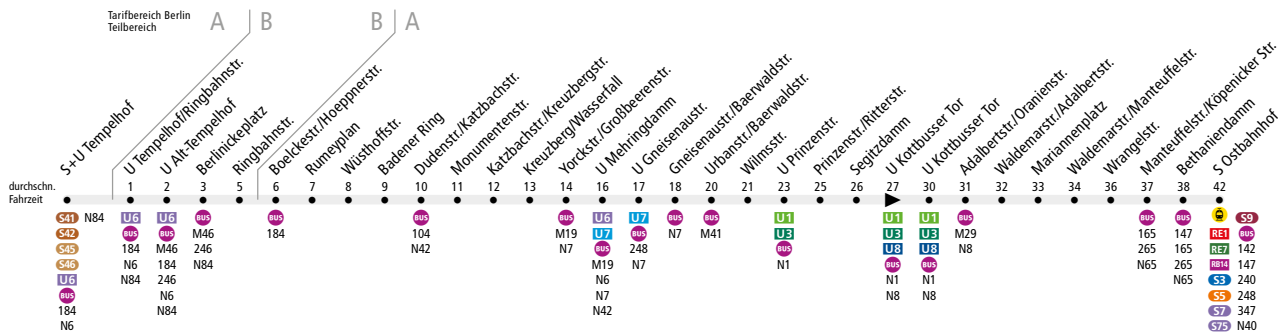 Tarifbereich Berlin
Teilbereich
A B
B A
S+U Tempelhof
U Tempelhof/Ringbahnstr.
U Alt-Tempelhof
Berlinickeplatz
Ringbahnstr.
Boelckestr./Hoeppnerstr.
Rumeyplan
Wüsthoffstr.
Badener Ring
Dudenstr./Katzbachstr.
Monumentenstr.
Katzbachstr./Kreuzbergstr.
Kreuzberg/Wasserfall
Yorckstr./Großbeerenstr.
U Mehringdamm
U Gneisenaustr.
Gneisenaustr./Baerwaldstr.
Urbanstr./Baerwaldstr.
Wilmsstr.
U Prinzenstr.
Prinzenstr./Ritterstr.
Segitzdamm
U Kottbusser Tor
U Kottbusser Tor
Adalbertstr./Oranienstr.
Waldemarstr./Adalbertstr.
Mariannenplatz
Waldemarstr./Manteuffelstr.
Wrangelstr.
Manteuffelstr./Köpenicker Str.
Bethaniendamm
S Ostbahnhof
durchschn. 1 2 3 5 6 7 8 9 10 11 12 13 14 16 17 18 20 21 23 25 26 27 30 31 32 33 34 36 37 38 42
Fahrzeit
S41 N84
S42
S45
S46
U6
BUS
184
N6
U6
BUS
184
N6
N84
U6
BUS
M46
184
246
N6
N84
BUS
M46
246
N84
BUS
184
BUS
104
N42
BUS
M19
N7
U6
U7
BUS
M19
N6
N7
N42
U7
BUS
248
N7
BUS
N7
BUS
M41
U1
U3
BUS
N1
U1
U3
U8
BUS
N1
N8
U1
U3
U8
BUS
N1
N8
BUS
M29
N8
BUS
165
265
N65
BUS
147
165
265
N65
RE1
RE7
RB14
S3
S5
S7
S75
S9
BUS
142
147
240
248
347
N40